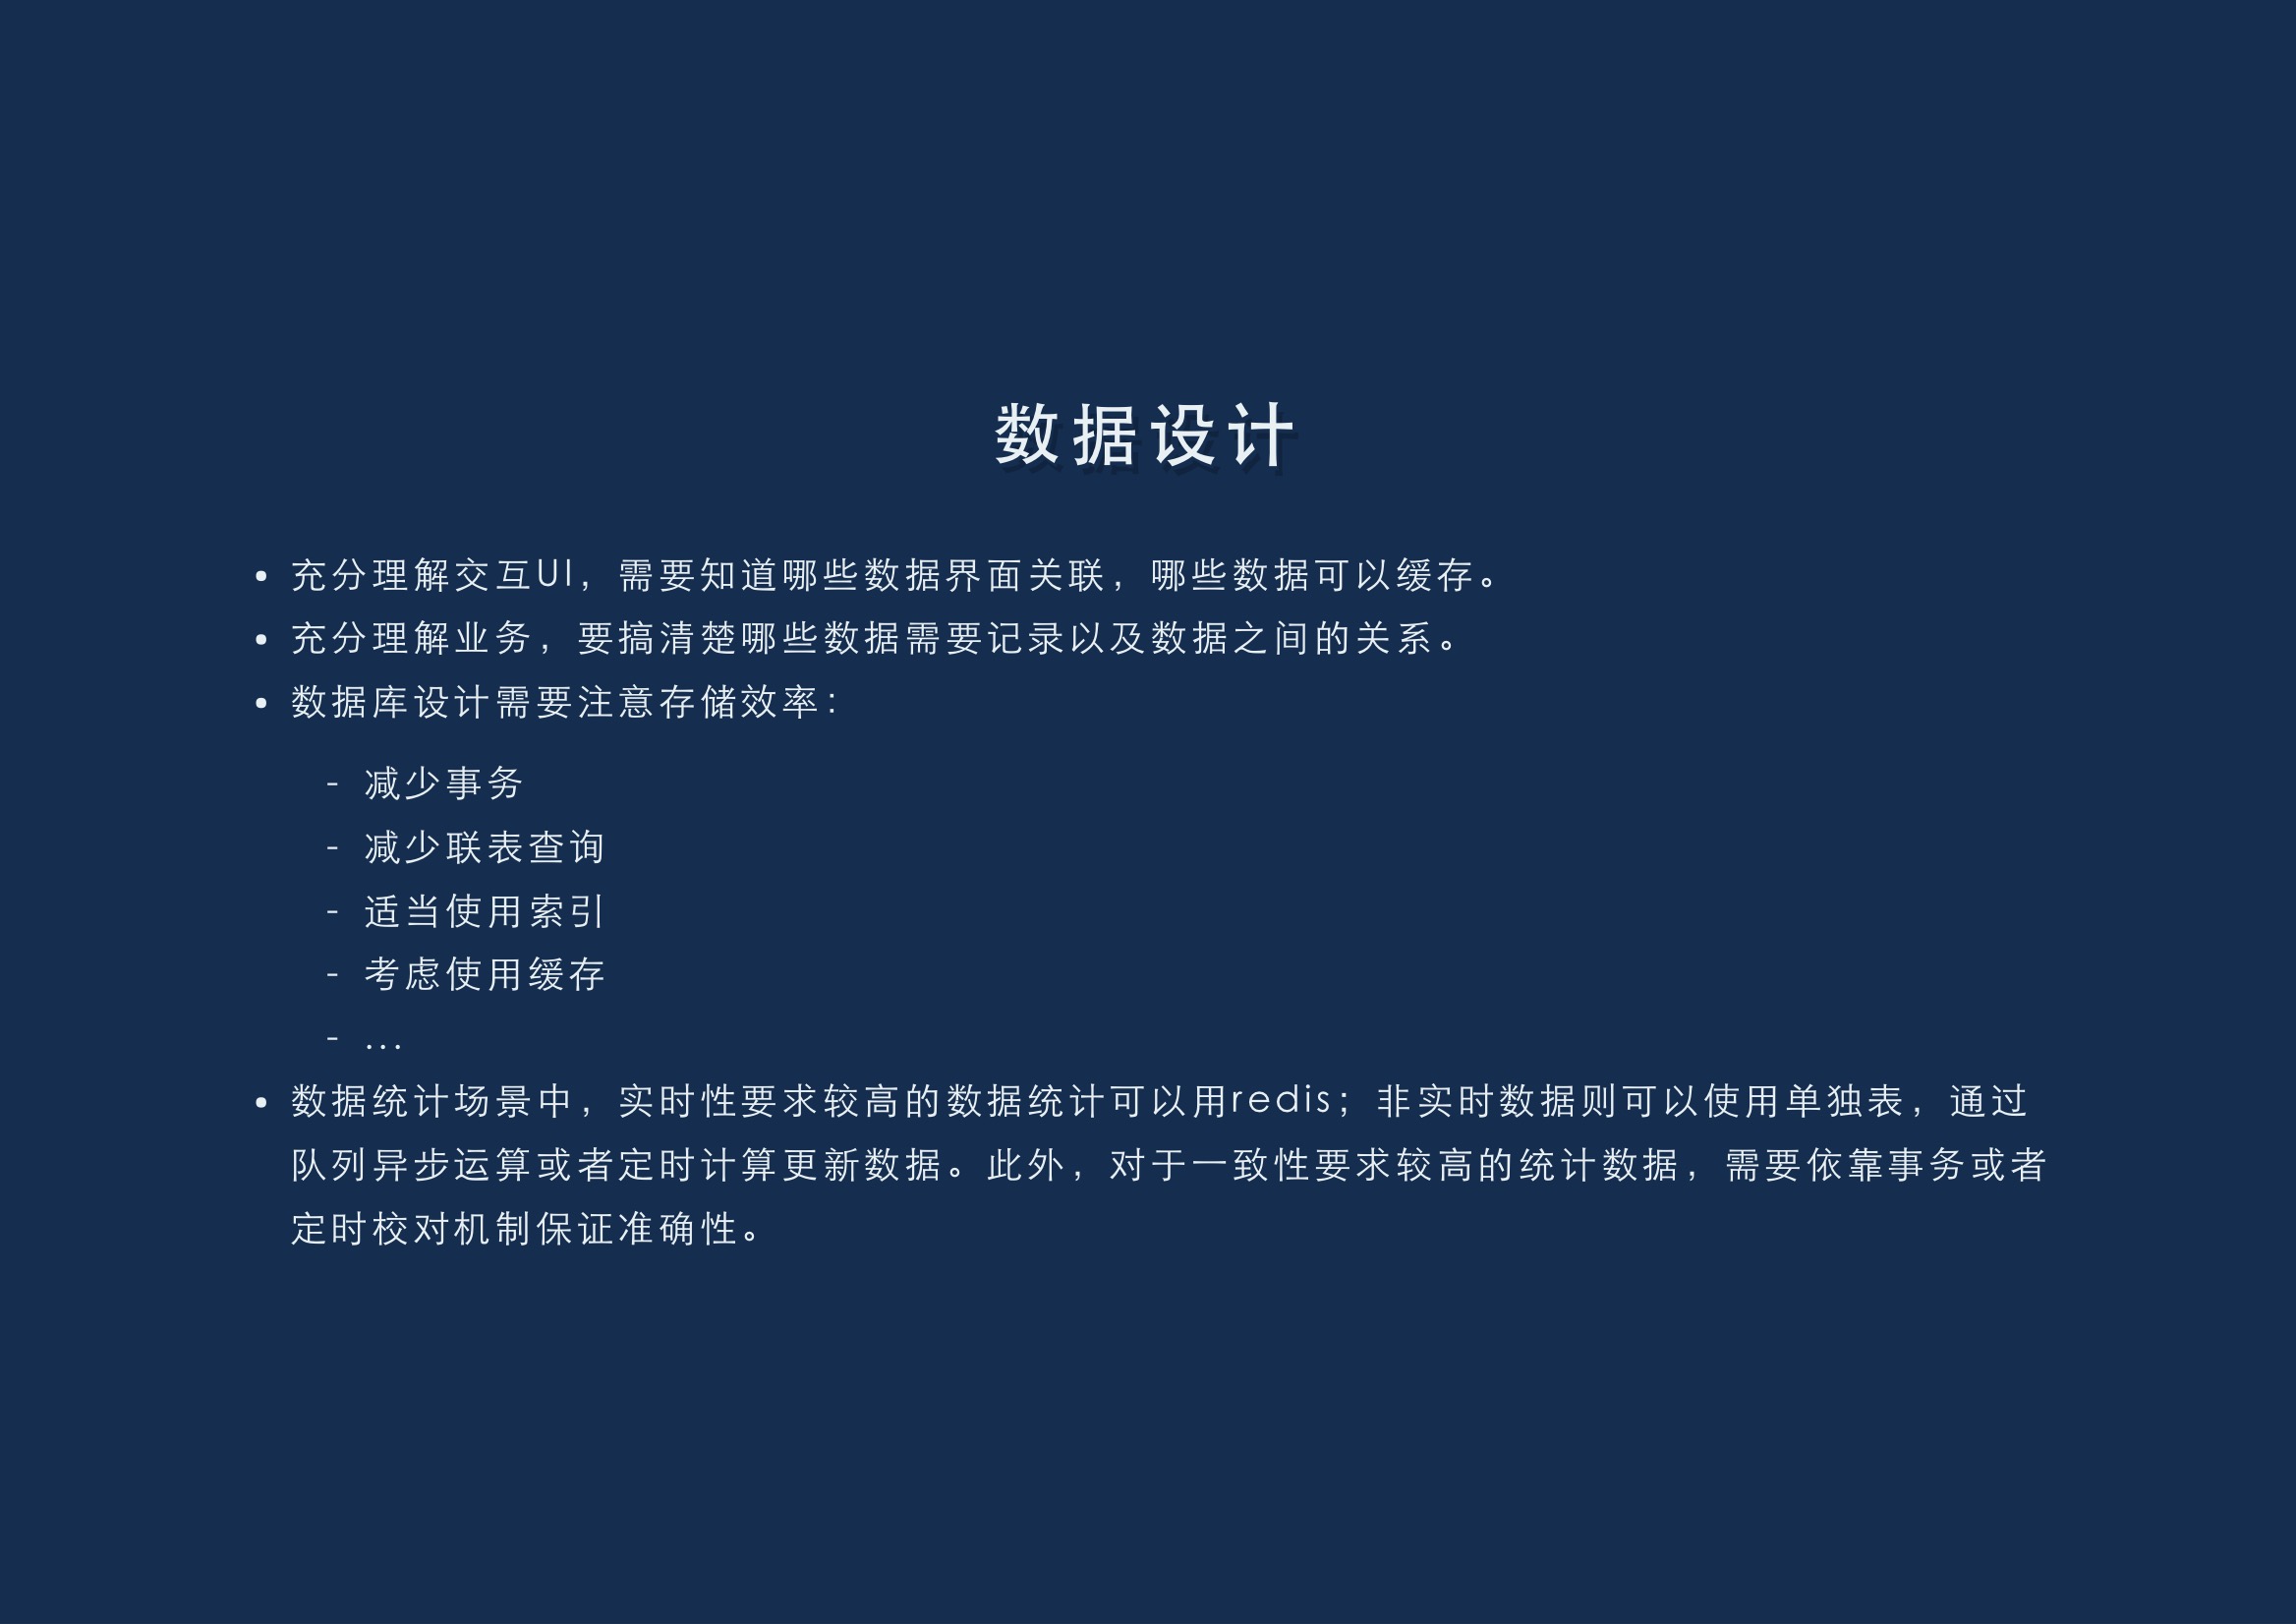 数据设计
• 充分理解交互UI，需要知道哪些数据界面关联，哪些数据可以缓存。
• 充分理解业务，要搞清楚哪些数据需要记录以及数据之间的关系。
• 数据库设计需要注意存储效率：
- 减少事务
- 减少联表查询
- 适当使用索引
- 考虑使用缓存
- ...
• 数据统计场景中，实时性要求较高的数据统计可以用redis；非实时数据则可以使用单独表，通过
队列异步运算或者定时计算更新数据。此外，对于一致性要求较高的统计数据，需要依靠事务或者
定时校对机制保证准确性。